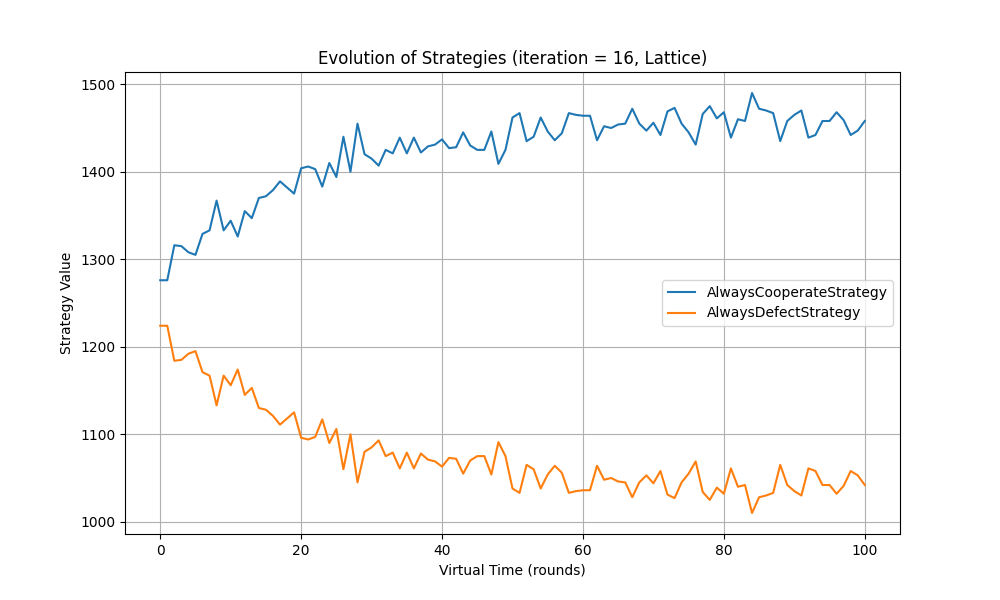 Evolution of Strategies (iteration = 16, Lattice)
Strategy Value
1500
1400
1300
1200
1100
1000
AlwaysCooperateStrategy
AlwaysDefectStrategy
0 20 40 60 80 100
Virtual Time (rounds)